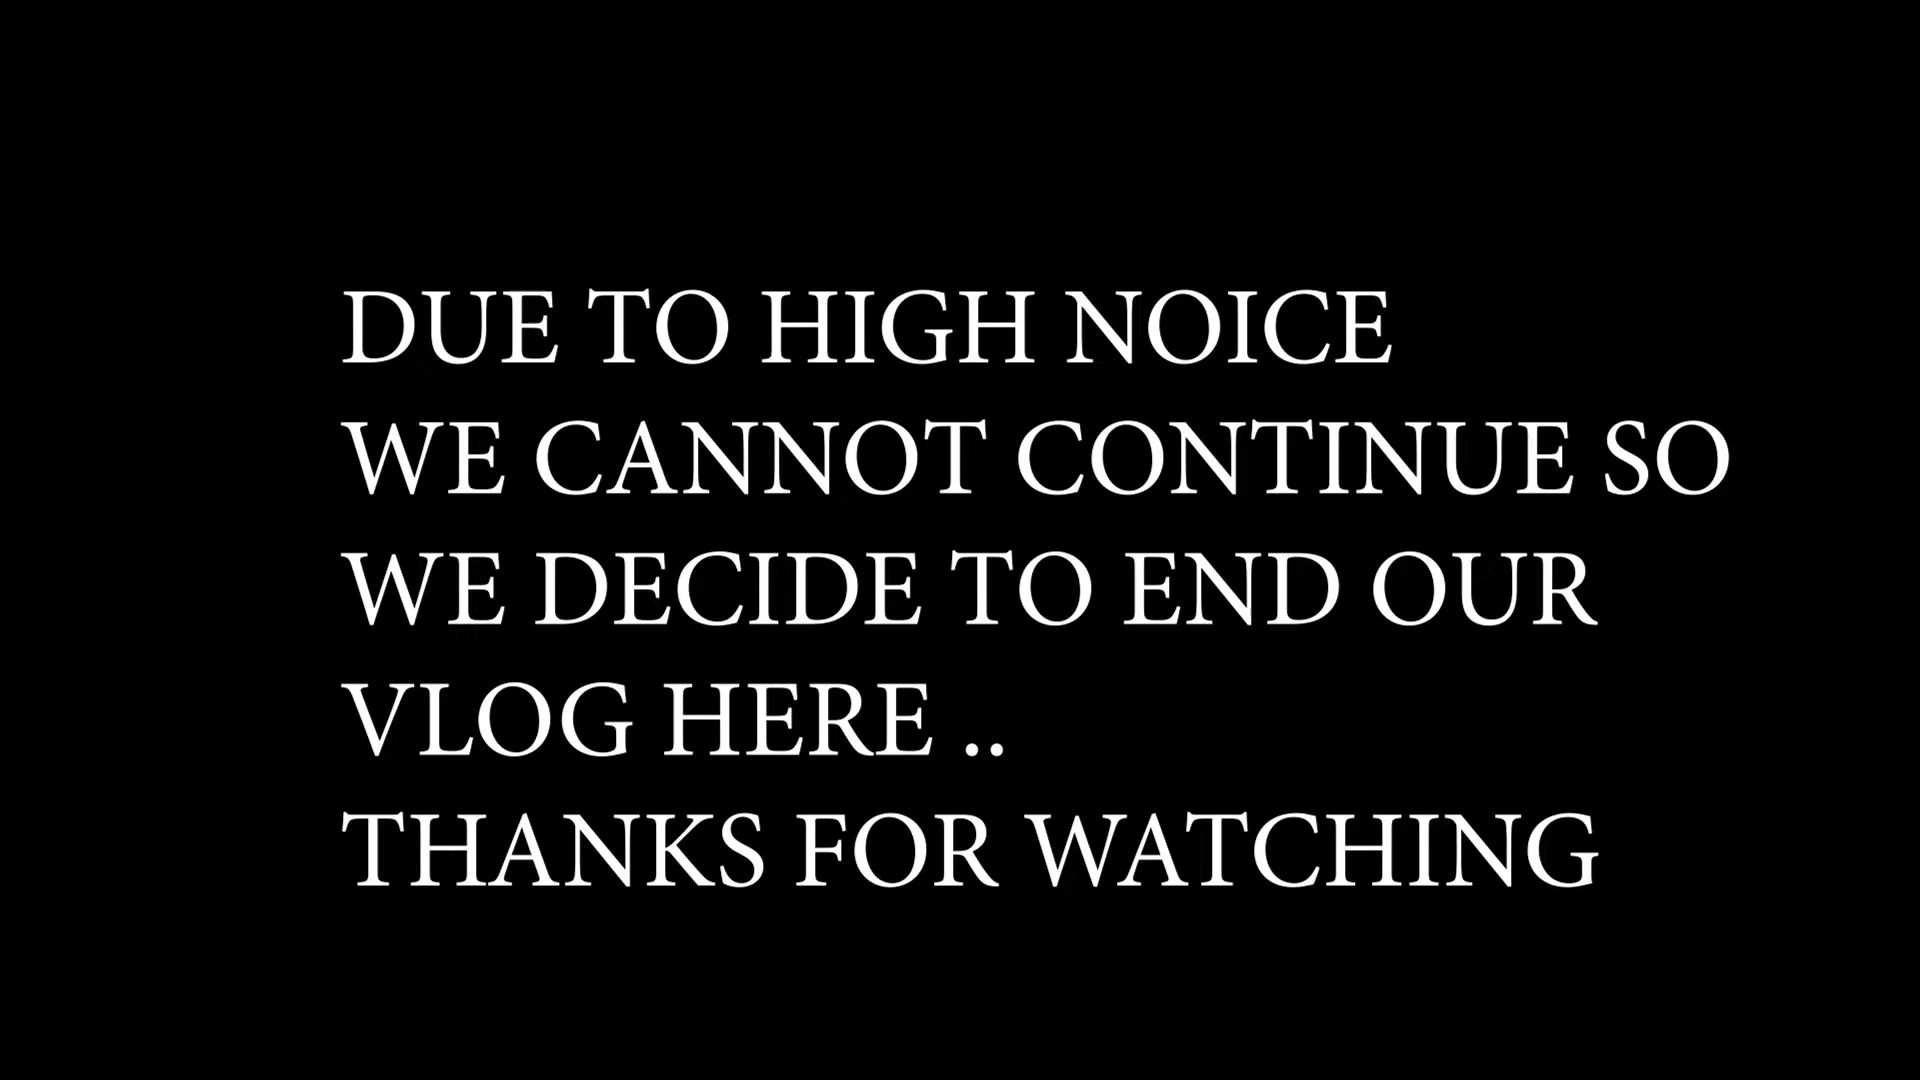 DUE TO HIGH NOICE
WE CANNOT CONTINUE SO
WE DECIDE TO END OUR
VLOG HERE ..
THANKS FOR WATCHING